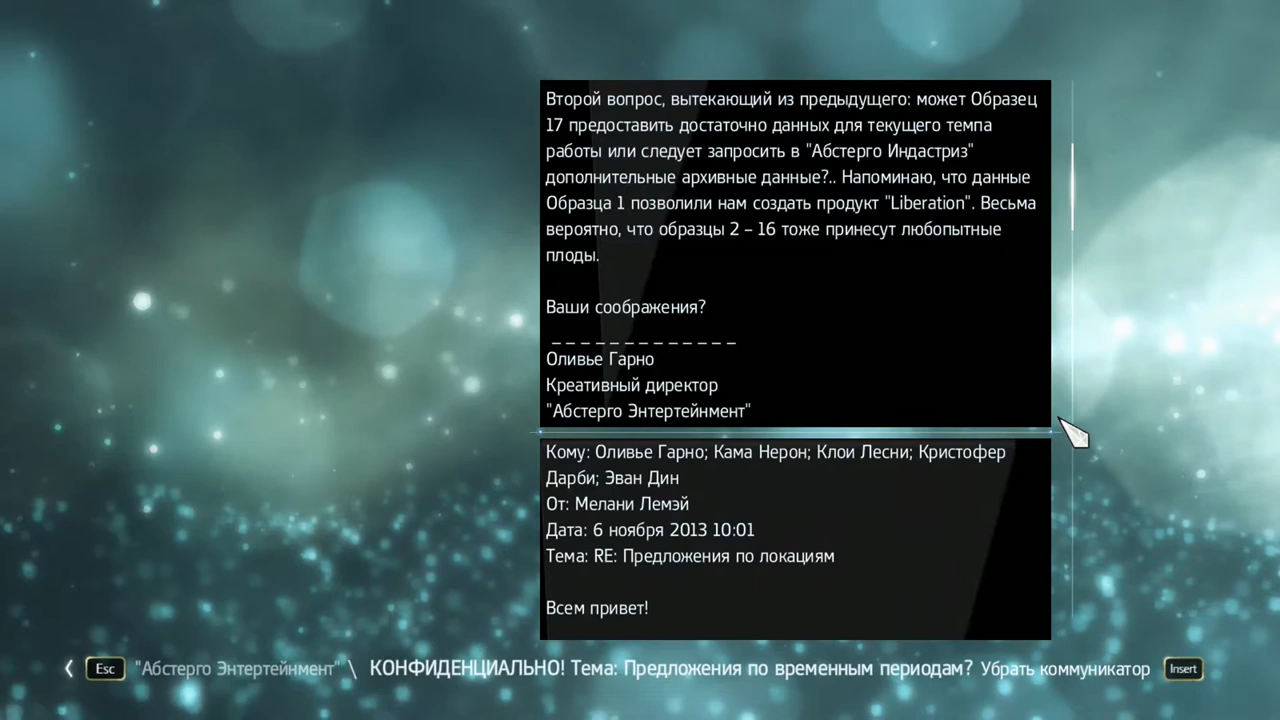 Второй вопрос, вытекающий из предыдущего: может Образец
17 предоставить достаточно данных для текущего темпа
работы или следует запросить в "Абстерго Индастриз"
дополнительные архивные данные?.. Напоминаю, что данные
Образца 1 позволили нам создать продукт "Liberation". Весьма
вероятно, что образцы 2 – 16 тоже принесут любопытные
плоды.
Ваши соображения?
_ _ _ _ _ _ _ _ _ _ _ _ _
Оливье Гарно
Креативный директор
"Абстерго Энтертейнмент"
Кому: Оливье Гарно; Кама Нерон; Клои Лесни; Кристофер
Дарби; Эван Дин
От: Мелани Лемэй
Дата: 6 ноября 2013 10:01
Тема: RE: Предложения по локациям
Всем привет!
Esc "Абстерго Энтертейнмент" \ КОНФИДЕНЦИАЛЬНО! Тема: Предложения по временным периодам? Убрать коммуникатор Insert